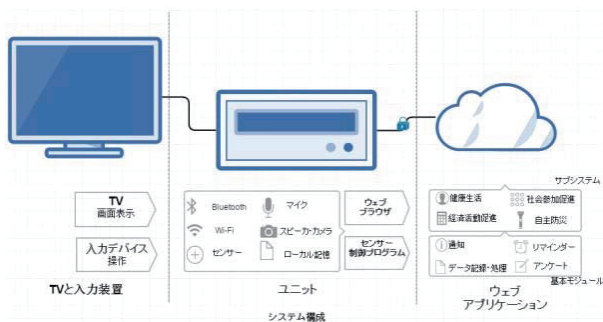 TV
画面表示
入力デバイス
操作
TVと入力装置
Bluetooth
マイク
Wi-Fi
スピーカ・カメラ
センサー
ローカル記憶
ウェブ
ブラウザ
センサー
制御プログラム
ユニット
サブシステム
健康生活
社会参加促進
経済活動促進
自主防災
通知
リマインダー
データ記録・処理
アンケート
基本モジュール
ウェブ
アプリケーション
システム構成